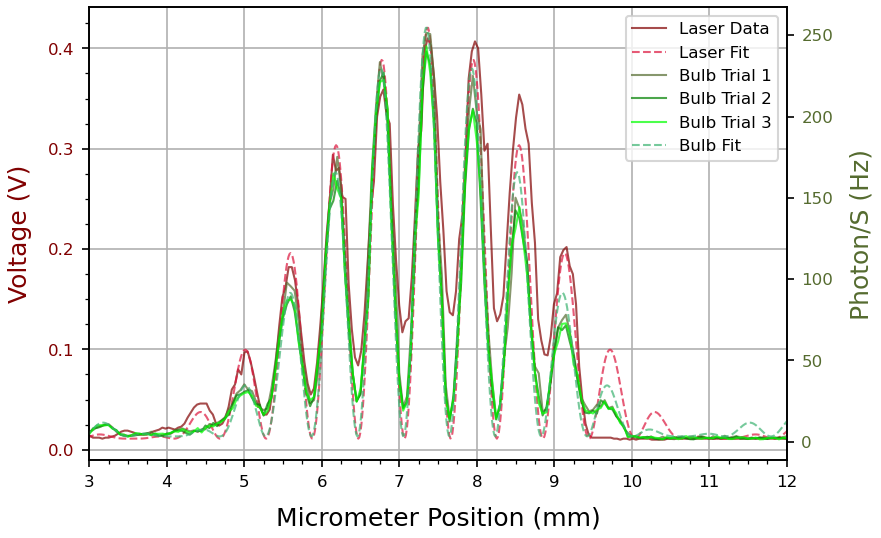 Laser Data
Laser Fit
Bulb Trial 1
Bulb Trial 2
Bulb Trial 3
Bulb Fit
Voltage (V)
0.4
0.3
0.2
0.1
0.0
Photon/S (Hz)
250
200
150
100
50
0
3 4 5 6 7 8 9 10 11 12
Micrometer Position (mm)